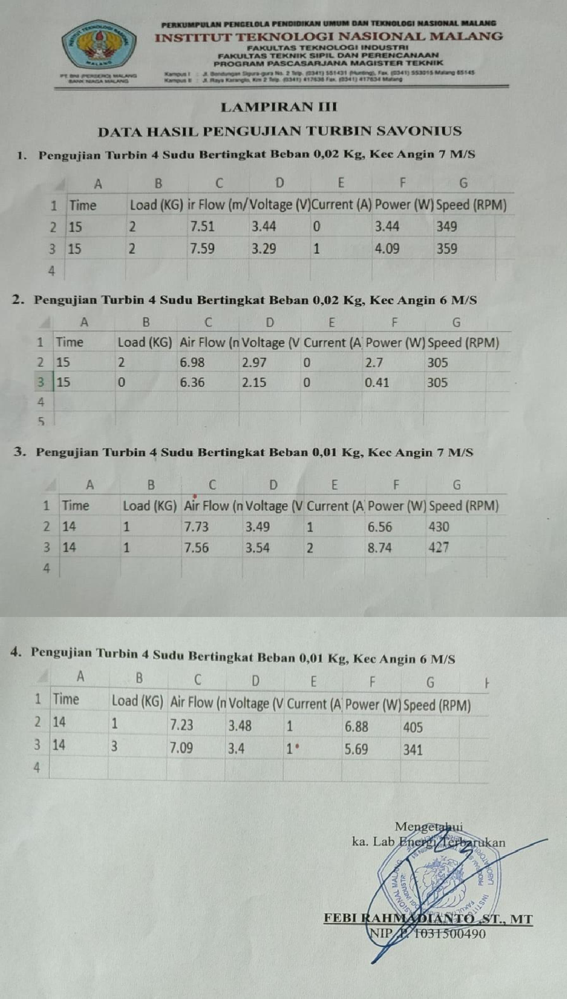 PERKUMPULAN PENGELOLA PENDIDIKAN UMUM DAN TEKNOLOGI NASIONAL MALANG
INSTITUT TEKNOLOGI NASIONAL MALANG
FAKULTAS TEKNOLOGI INDUSTRI
FAKULTAS TEKNIK SIPIL DAN PERENCANAAN
PROGRAM PASCASARJANA MAGISTER TEKNIK
INSTITUT TEKNOLOGI NASIONAL
MALANG
PT. BNI (PERSERO) MALANG
BANK NIAGA MALANG
Kampus I : Jl. Bendungan Sigura-gura No. 2 Telp. (0341) 551431 (Hunting), Fax. (0341) 553015 Malang 65145
Kampus II : Jl. Raya Karanglo, Km 2 Telp. (0341) 417636 Fax. (0341) 417634 Malang
LAMPIRAN III
DATA HASIL PENGUJIAN TURBIN SAVONIUS
1. Pengujian Turbin 4 Sudu Bertingkat Beban 0,02 Kg, Kec Angin 7 M/S
A B C D E F G
1 Time Load (KG) ir Flow (m/ Voltage (V) Current (A) Power (W) Speed (RPM)
2 15 2 7.51 3.44 0 3.44 349
3 15 2 7.59 3.29 1 4.09 359
4
2. Pengujian Turbin 4 Sudu Bertingkat Beban 0,02 Kg, Kec Angin 6 M/S
A B C D E F G
1 Time Load (KG) Air Flow (n Voltage (V Current (A Power (W) Speed (RPM)
2 15 2 6.98 2.97 0 2.7 305
3 15 0 6.36 2.15 0 0.41 305
4
5
3. Pengujian Turbin 4 Sudu Bertingkat Beban 0,01 Kg, Kec Angin 7 M/S
A B C D E F G
1 Time Load (KG) Air Flow (n Voltage (V Current (A Power (W) Speed (RPM)
2 14 1 7.73 3.49 1 6.56 430
3 14 1 7.56 3.54 2 8.74 427
4
4. Pengujian Turbin 4 Sudu Bertingkat Beban 0,01 Kg, Kec Angin 6 M/S
A B C D E F G
1 Time Load (KG) Air Flow (n Voltage (V Current (A Power (W) Speed (RPM)
2 14 1 7.23 3.48 1 6.88 405
3 14 3 7.09 3.4 1 5.69 341
4
Mengetahui
ka. Lab Energi Terbarukan
FEBI RAHMADIANTO ,ST., MT
NIP. P. 1031500490